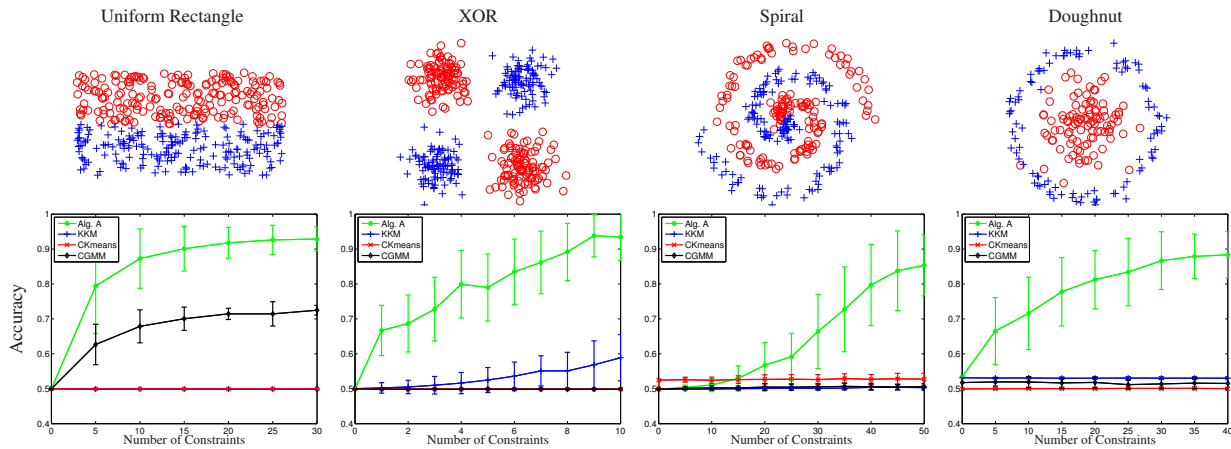 Uniform Rectangle
XOR
Spiral
Doughnut
Accuracy
1
0.9
0.8
0.7
0.6
0.5
0.4
Alg. A
KKM
CKmeans
CGMM
0 5 10 15 20 25 30
Number of Constraints
1
0.9
0.8
0.7
0.6
0.5
0.4
Alg. A
KKM
CKmeans
CGMM
0 2 4 6 8 10
Number of Constraints
1
0.9
0.8
0.7
0.6
0.5
0.4
Alg. A
KKM
CKmeans
CGMM
0 10 20 30 40 50
Number of Constraints
1
0.9
0.8
0.7
0.6
0.5
0.4
Alg. A
KKM
CKmeans
CGMM
0 5 10 15 20 25 30 35 40
Number of Constraints